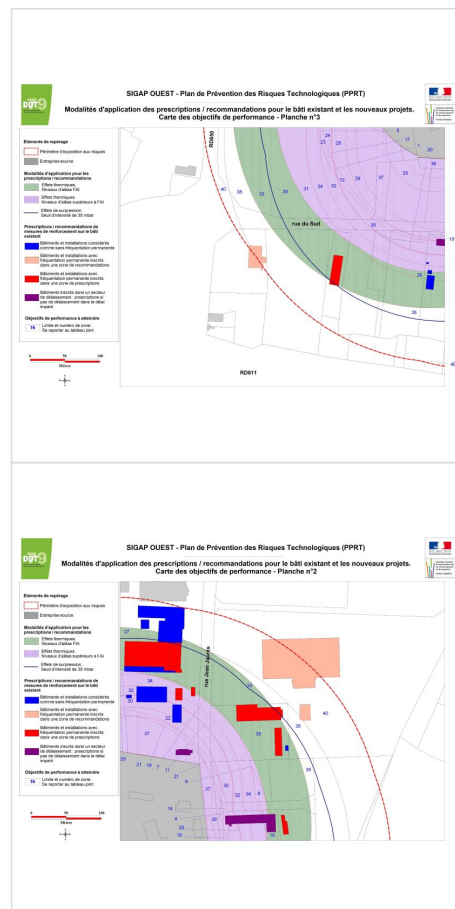 SIGAP OUEST - Plan de Prévention des Risques Technologiques (PPRT)
Modalités d'application des prescriptions / recommandations pour le bâti existant et les nouveaux projets.
Carte des objectifs de performance - Planche n°3
Eléments de repérage
Périmètre d'exposition aux risques
Entreprise source
Modalités d'application pour les
prescriptions / recommandations
Effets thermiques
Niveaux d'aléas FAI
Effets thermiques
Niveaux d'aléas supérieurs à FAI
Effets de surpression
Seuil d'intensité de 35 mbar
Prescriptions / recommandations de
mesures de renforcement sur le bâti
existant
Bâtiments et installations considérés
comme sans fréquentation permanente
Bâtiments et installations avec
fréquentation permanente inscrits
dans une zone de recommandations
Bâtiments et installations avec
fréquentation permanente inscrits
dans une zone de prescriptions
Bâtiments inscrits dans un secteur
de délaissement : prescriptions si
pas de délaissement dans le délai
imparti
Objectifs de performance à atteindre
16 Limite et numéro de zone
Se reporter au tableau joint
0 50 100
Mètres
RD650
rue du Sud
RD611
SIGAP OUEST - Plan de Prévention des Risques Technologiques (PPRT)
Modalités d'application des prescriptions / recommandations pour le bâti existant et les nouveaux projets.
Carte des objectifs de performance - Planche n°2
Eléments de repérage
Périmètre d'exposition aux risques
Entreprise source
Modalités d'application pour les
prescriptions / recommandations
Effets thermiques
Niveaux d'aléas FAI
Effets thermiques
Niveaux d'aléas supérieurs à FAI
Effets de surpression
Seuil d'intensité de 35 mbar
Prescriptions / recommandations de
mesures de renforcement sur le bâti
existant
Bâtiments et installations considérés
comme sans fréquentation permanente
Bâtiments et installations avec
fréquentation permanente inscrits
dans une zone de recommandations
Bâtiments et installations avec
fréquentation permanente inscrits
dans une zone de prescriptions
Bâtiments inscrits dans un secteur
de délaissement : prescriptions si
pas de délaissement dans le délai
imparti
Objectifs de performance à atteindre
16 Limite et numéro de zone
Se reporter au tableau joint
0 50 100
Mètres
rue Jean Jaurès